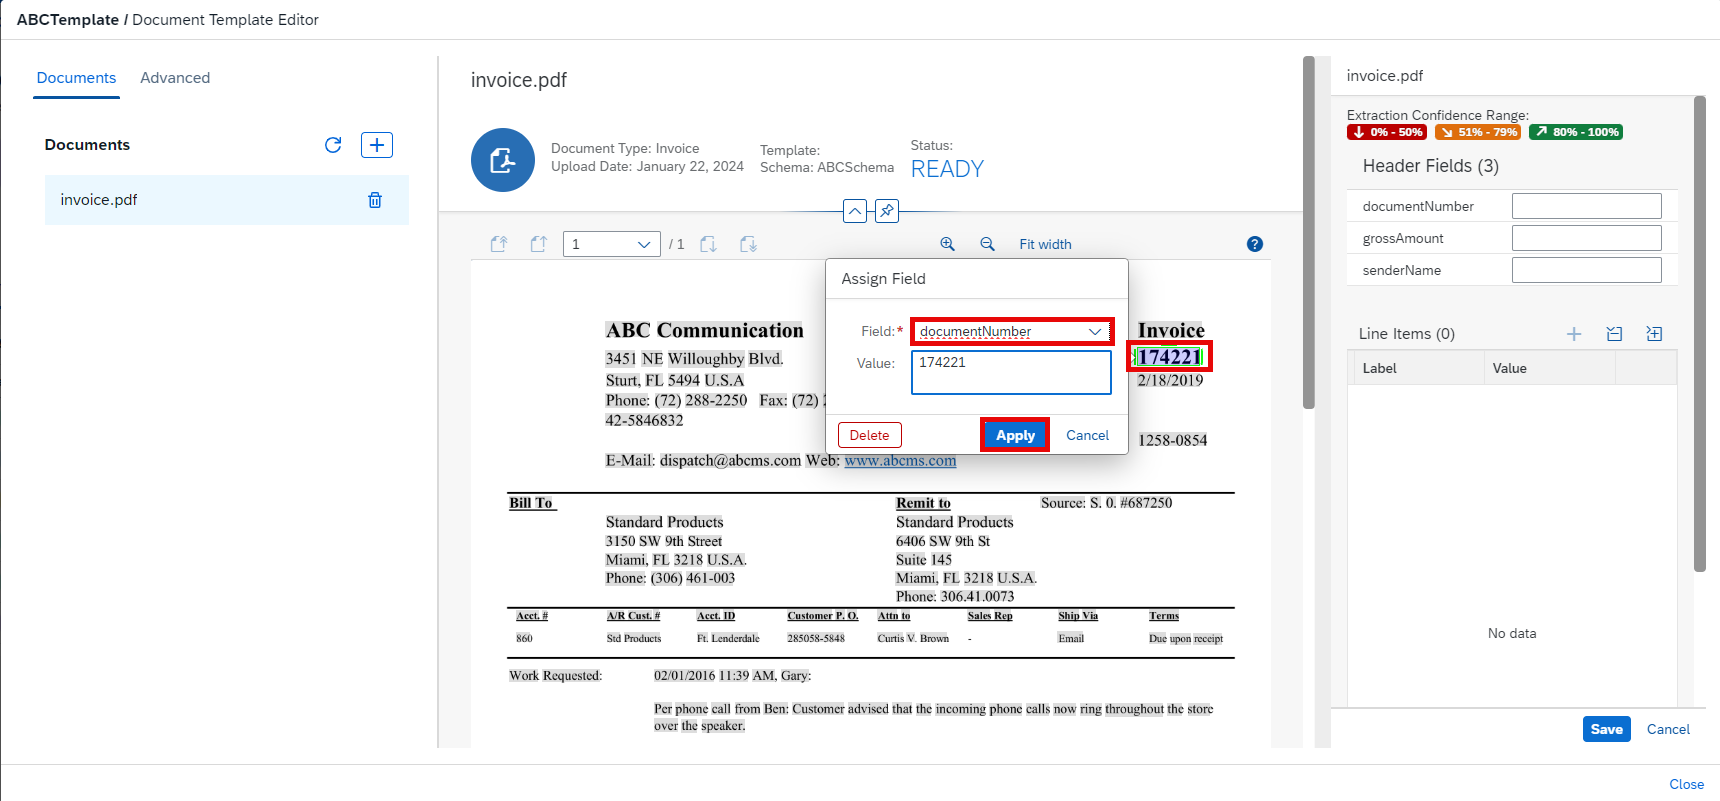 ABCTemplate / Document Template Editor
Documents
Advanced
Documents
invoice.pdf
invoice.pdf
Document Type: Invoice
Upload Date: January 22, 2024
Template:
Schema: ABCSchema
Status:
READY
1
/ 1
Fit width
?
Assign Field
Field:*
documentNumber
Value:
174221
Delete
Apply
Cancel
ABC Communication
Invoice
3451 NE Willoughby Blvd.
174221
Sturt, FL 5494 U.S.A
2/18/2019
Phone: (72) 288-2250 Fax: (72)
42-5846832
1258-0854
E-Mail: dispatch@abcms.com Web: www.abcms.com
Bill To
Remit to
Source: S. 0. #687250
Standard Products
Standard Products
3150 SW 9th Street
6406 SW 9th St
Miami, FL 3218 U.S.A.
Suite 145
Phone: (306) 461-003
Miami, FL 3218 U.S.A.
Phone: 306.41.0073
Acct. # A/R Cust. # Acct. ID Customer P. O. Attn to Sales Rep Ship Via Terms
860 Std Products Ft. Lenderdale 285058-5848 Curtis V. Brown - Email Due upon receipt
Work Requested: 02/01/2016 11:39 AM, Gary:
Per phone call from Ben: Customer advised that the incoming phone calls now ring throughout the store
over the speaker.
invoice.pdf
Extraction Confidence Range:
0% - 50%
51% - 79%
80% - 100%
Header Fields (3)
documentNumber
grossAmount
senderName
Line Items (0)
Label
Value
No data
Save
Cancel
Close